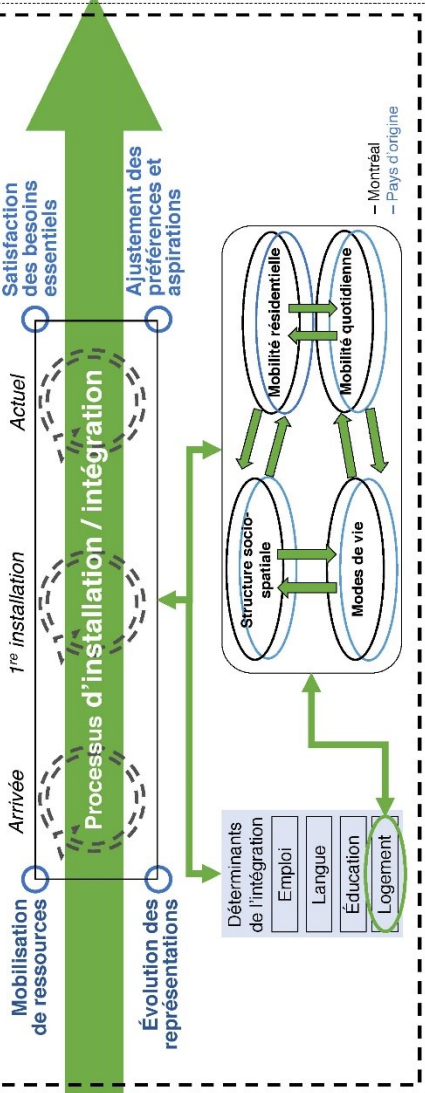 Mobilisation
de ressources
Arrivée
1re installation
Actuel
Satisfaction
des besoins
essentiels
Processus d'installation / intégration
Évolution des
représentations
Ajustement des
préférences et
aspirations
Déterminants
de l'intégration
Emploi
Langue
Éducation
Logement
Structure socio-
spatiale
Mobilité résidentielle
Modes de vie
Mobilité quotidienne
– Montréal
– Pays d'origine